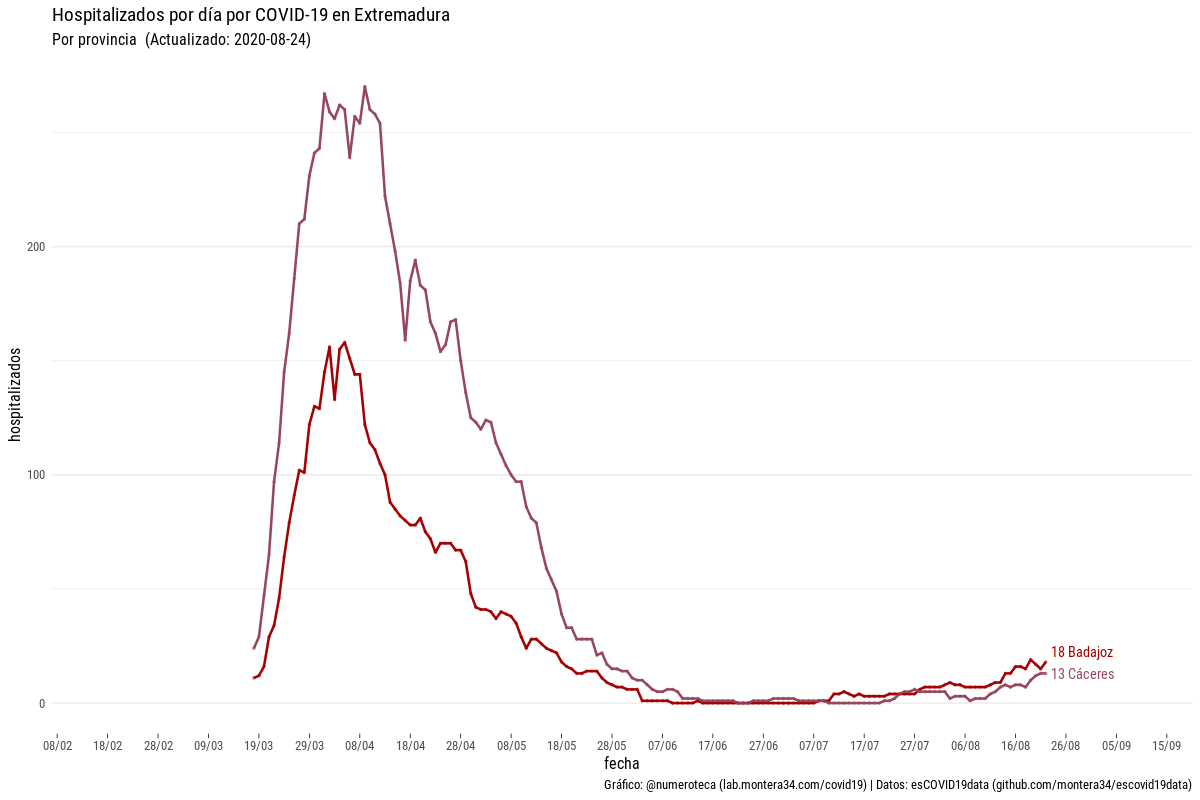 Hospitalizados por día por COVID-19 en Extremadura
Por provincia (Actualizado: 2020-08-24)
hospitalizados
200
100
0
18 Badajoz
13 Cáceres
08/02 18/02 28/02 09/03 19/03 29/03 08/04 18/04 28/04 08/05 18/05 28/05 07/06 17/06 27/06 07/07 17/07 27/07 06/08 16/08 26/08 05/09 15/09
fecha
Gráfico: @numeroteca (lab.montera34.com/covid19) | Datos: esCOVID19data (github.com/montera34/escovid19data)